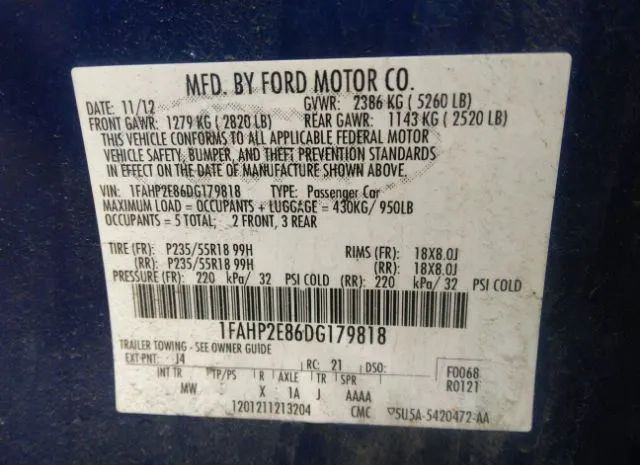 MFD. BY FORD MOTOR CO.
DATE: 11/12 GVWR: 2386 KG ( 5260 LB)
FRONT GAWR: 1279 KG ( 2820 LB) REAR GAWR: 1143 KG ( 2520 LB)
THIS VEHICLE CONFORMS TO ALL APPLICABLE FEDERAL MOTOR
VEHICLE SAFETY, BUMPER, AND THEFT PREVENTION STANDARDS
IN EFFECT ON THE DATE OF MANUFACTURE SHOWN ABOVE.
VIN: 1FAHP2E86DG179818 TYPE: Passenger Car
MAXIMUM LOAD = OCCUPANTS + LUGGAGE = 430KG/ 950LB
OCCUPANTS = 5 TOTAL; 2 FRONT, 3 REAR
TIRE (FR): P235/55R18 99H RIMS (FR): 18X8.0J
(RR): P235/55R18 99H (RR): 18X8.0J
PRESSURE (FR): 220 kPa/ 32 PSI COLD (RR): 220 kPa/ 32 PSI COLD
1FAHP2E86DG179818
TRAILER TOWING - SEE OWNER GUIDE
EXT PNT: J4 RC: 21 DSO: F0068
INT TR TP/PS R AXLE TR SPR R0121
MW X 1A J AAAA
1201211213204 CMC ▽5U5A-5420472-AA